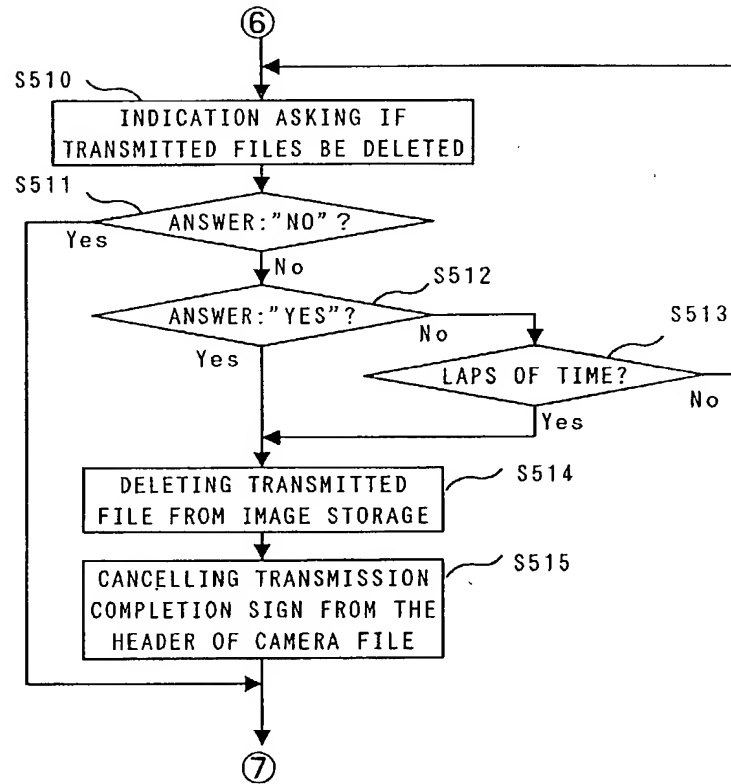 ⑥
S510
INDICATION ASKING IF
TRANSMITTED FILES BE DELETED
S511
ANSWER:"NO"?
Yes
No
S512
ANSWER:"YES"?
No
Yes
S513
LAPS OF TIME?
No
Yes
S514
DELETING TRANSMITTED
FILE FROM IMAGE STORAGE
S515
CANCELLING TRANSMISSION
COMPLETION SIGN FROM THE
HEADER OF CAMERA FILE
⑦